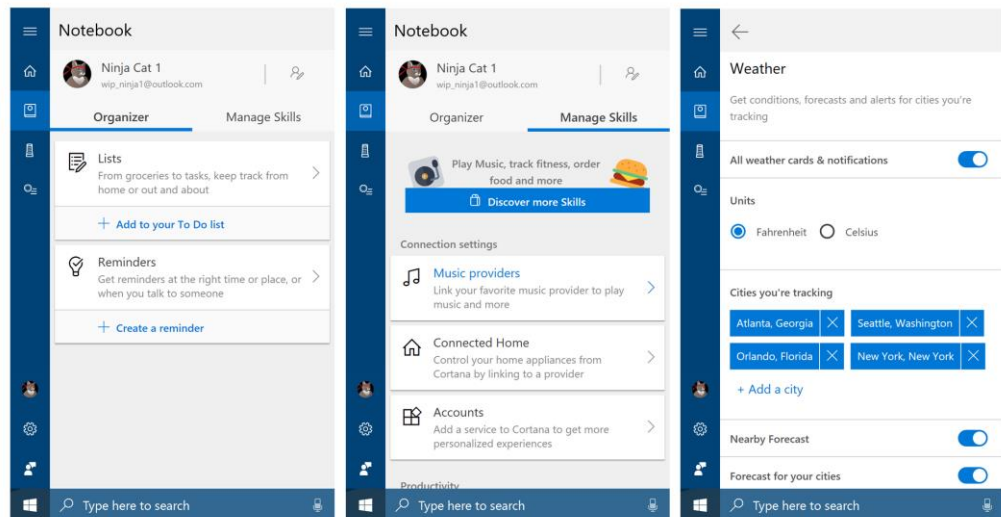 Notebook
Ninja Cat 1
wip_ninja1@outlook.com
Organizer
Manage Skills
Lists
From groceries to tasks, keep track from
home or out and about
+ Add to your To Do list
Reminders
Get reminders at the right time or place, or
when you talk to someone
+ Create a reminder
Type here to search
Notebook
Ninja Cat 1
wip_ninja1@outlook.com
Organizer
Manage Skills
Play Music, track fitness, order
food and more
Discover more Skills
Connection settings
Music providers
Link your favorite music provider to play
music and more
Connected Home
Control your home appliances from
Cortana by linking to a provider
Accounts
Add a service to Cortana to get more
personalized experiences
Productivity
Type here to search
Weather
Get conditions, forecasts and alerts for cities you're
tracking
All weather cards & notifications
Units
Fahrenheit
Celsius
Cities you're tracking
Atlanta, Georgia
Seattle, Washington
Orlando, Florida
New York, New York
+ Add a city
Nearby Forecast
Forecast for your cities
Type here to search